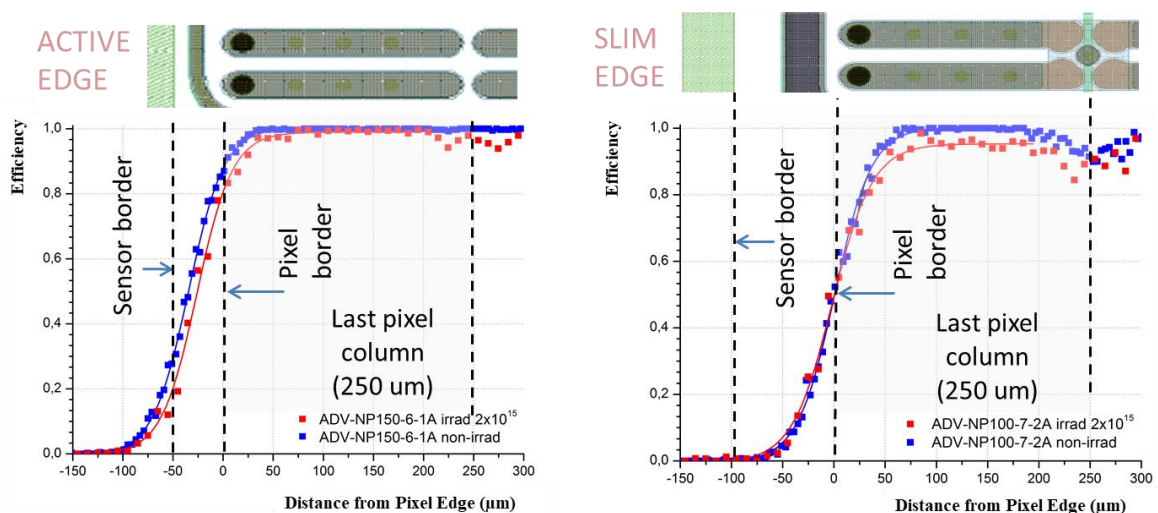 ACTIVE
EDGE
Efficiency
1,0
0,8
0,6
0,4
0,2
0,0
Sensor border
Pixel
border
Last pixel
column
(250 um)
ADV-NP150-6-1A irrad 2x10¹⁵
ADV-NP150-6-1A non-irrad
-150 -100 -50 0 50 100 150 200 250 300
Distance from Pixel Edge (µm)
SLIM
EDGE
Efficiency
1,0
0,8
0,6
0,4
0,2
0,0
Sensor border
Pixel
border
Last pixel
column
(250 um)
ADV-NP100-7-2A irrad 2x10¹⁵
ADV-NP100-7-2A non-irrad
-150 -100 -50 0 50 100 150 200 250 300
Distance from Pixel Edge (µm)